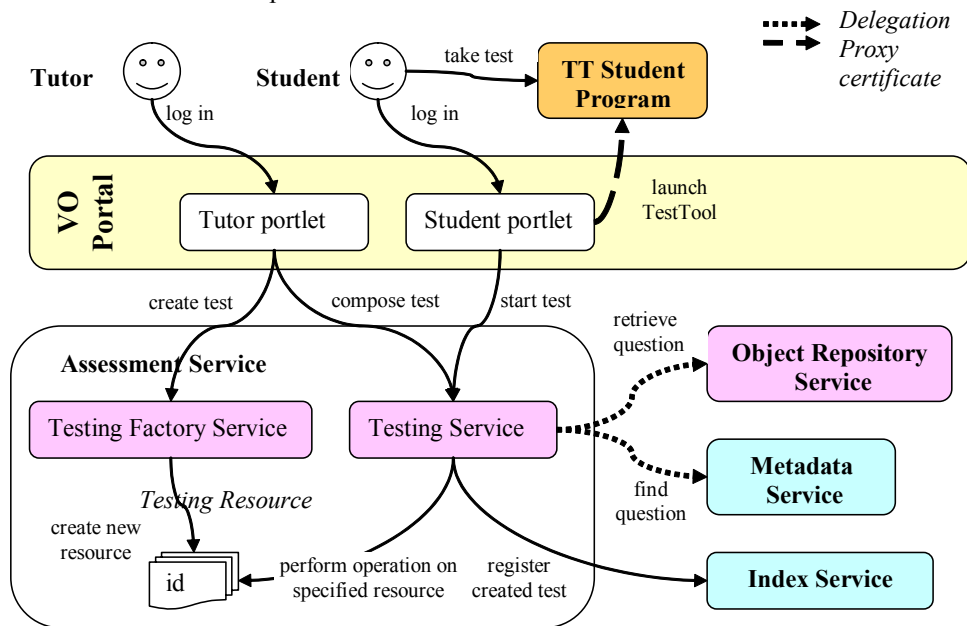 Delegation
Proxy
certificate
Tutor
Student
take test
TT Student
Program
log in
log in
VO
Portal
Tutor portlet
Student portlet
launch
TestTool
create test
compose test
start test
retrieve
question
Assessment Service
Object Repository
Service
Testing Factory Service
Testing Service
Metadata
Service
find
question
Testing Resource
create new
resource
id
perform operation on
specified resource
register
created test
Index Service